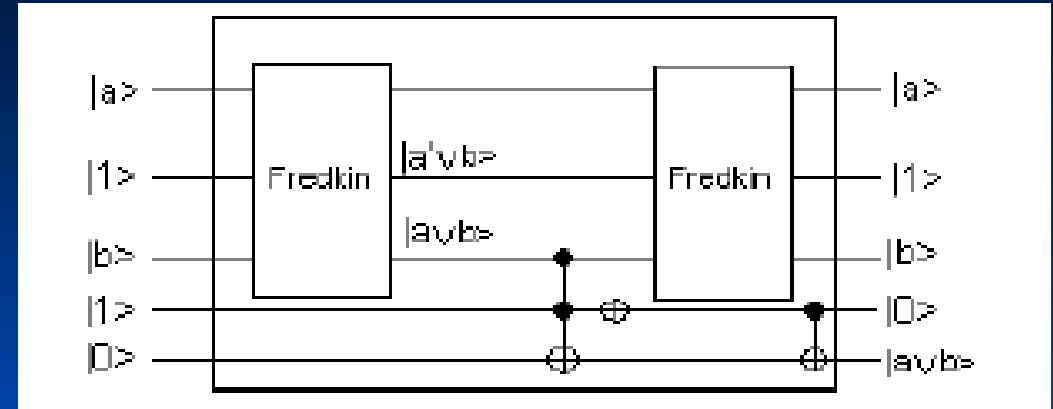 |a> |a>
|a'vb>
|1> Fredkin Fredkin |1>
|avb>
|b> |b>
|1> |0>
|0> |avb>